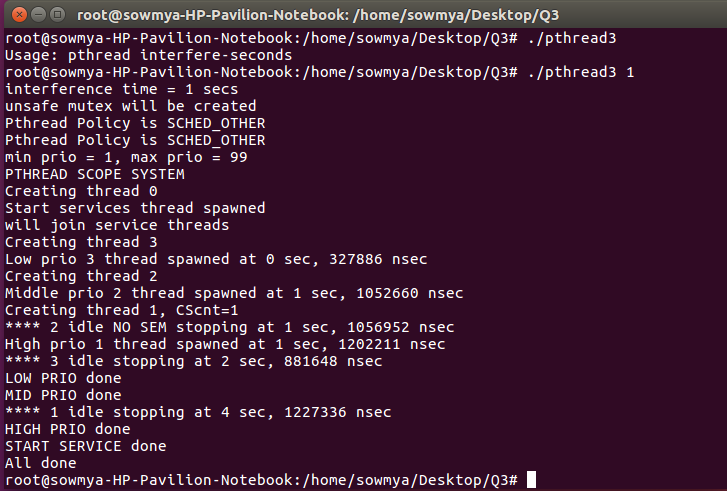 root@sowmya-HP-Pavilion-Notebook: /home/sowmya/Desktop/Q3
root@sowmya-HP-Pavilion-Notebook:/home/sowmya/Desktop/Q3# ./pthread3
Usage: pthread interfere-seconds
root@sowmya-HP-Pavilion-Notebook:/home/sowmya/Desktop/Q3# ./pthread3 1
interference time = 1 secs
unsafe mutex will be created
Pthread Policy is SCHED_OTHER
Pthread Policy is SCHED_OTHER
min prio = 1, max prio = 99
PTHREAD SCOPE SYSTEM
Creating thread 0
Start services thread spawned
will join service threads
Creating thread 3
Low prio 3 thread spawned at 0 sec, 327886 nsec
Creating thread 2
Middle prio 2 thread spawned at 1 sec, 1052660 nsec
Creating thread 1, CScnt=1
**** 2 idle NO SEM stopping at 1 sec, 1056952 nsec
High prio 1 thread spawned at 1 sec, 1202211 nsec
**** 3 idle stopping at 2 sec, 881648 nsec
LOW PRIO done
MID PRIO done
**** 1 idle stopping at 4 sec, 1227336 nsec
HIGH PRIO done
START SERVICE done
All done
root@sowmya-HP-Pavilion-Notebook:/home/sowmya/Desktop/Q3#